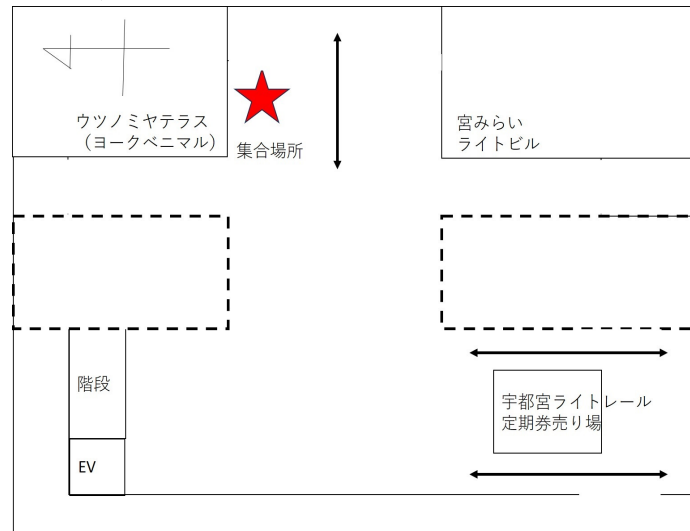 ウツノミヤテラス
（ヨークベニマル）
集合場所
宮みらい
ライトビル
階段
EV
宇都宮ライトレール
定期券売り場